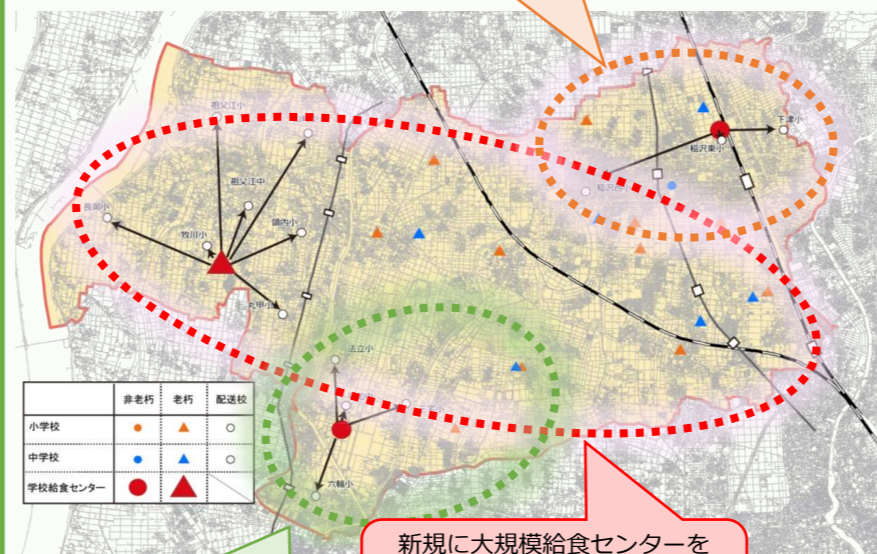 祖父江小
下津小
稲沢東小
祖父江中
長岡小
牧川小
領内小
丸甲小
法立小
六輪小
非老朽 老朽 配送校
小学校
中学校
学校給食センター
新規に大規模給食センターを